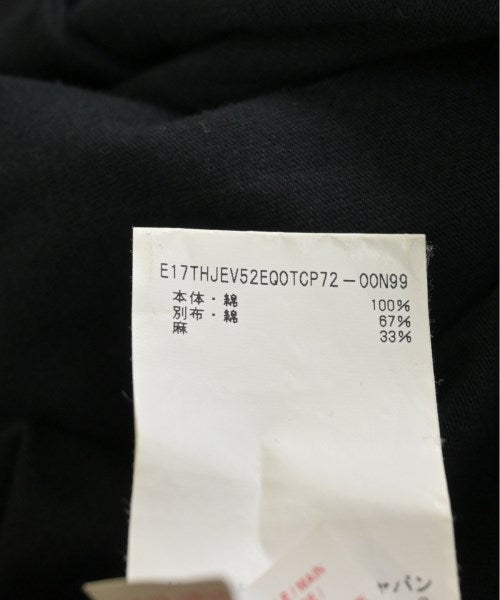 E17THJEV52EQ0TCP72-00N99
本体・綿 100%
別布・綿 67%
麻 33%
ャパン